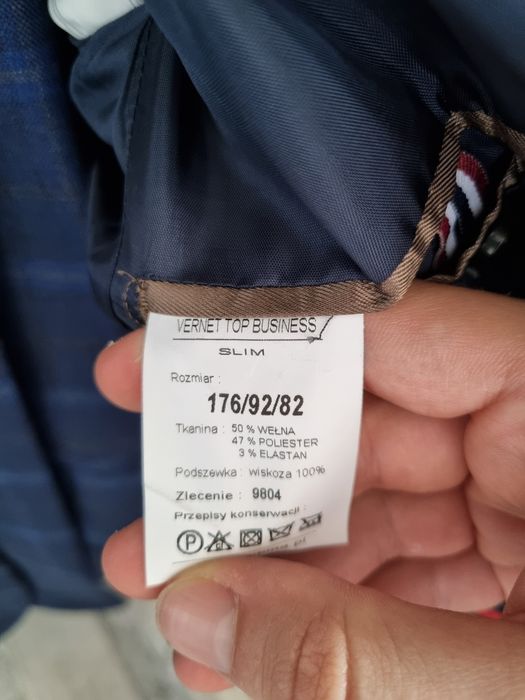 VERNET TOP BUSINESS
SLIM
Rozmiar :
176/92/82
Tkanina : 50 % WEŁNA
47 % POLIESTER
3 % ELASTAN
Podszewka: wiskoza 100%
Zlecenie : 9804
Przepisy konserwacji :
P